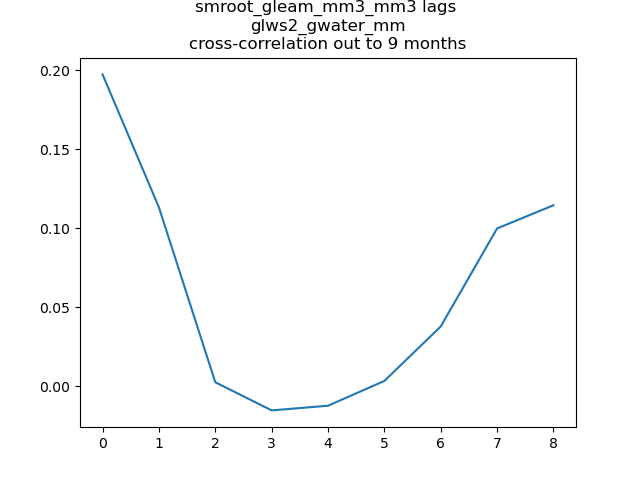 smroot_gleam_mm3_mm3 lags
glws2_gwater_mm
cross-correlation out to 9 months
0.20
0.15
0.10
0.05
0.00
0 1 2 3 4 5 6 7 8